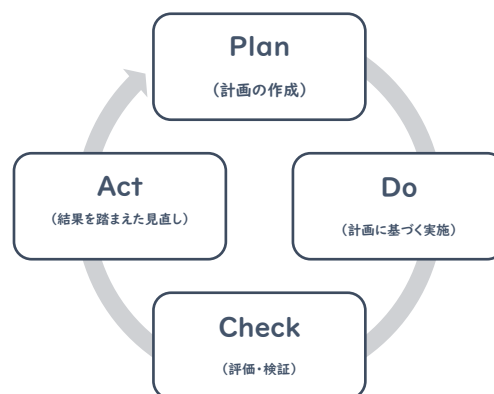 Plan
(計画の作成)
Do
(計画に基づく実施)
Check
(評価・検証)
Act
(結果を踏まえた見直し)